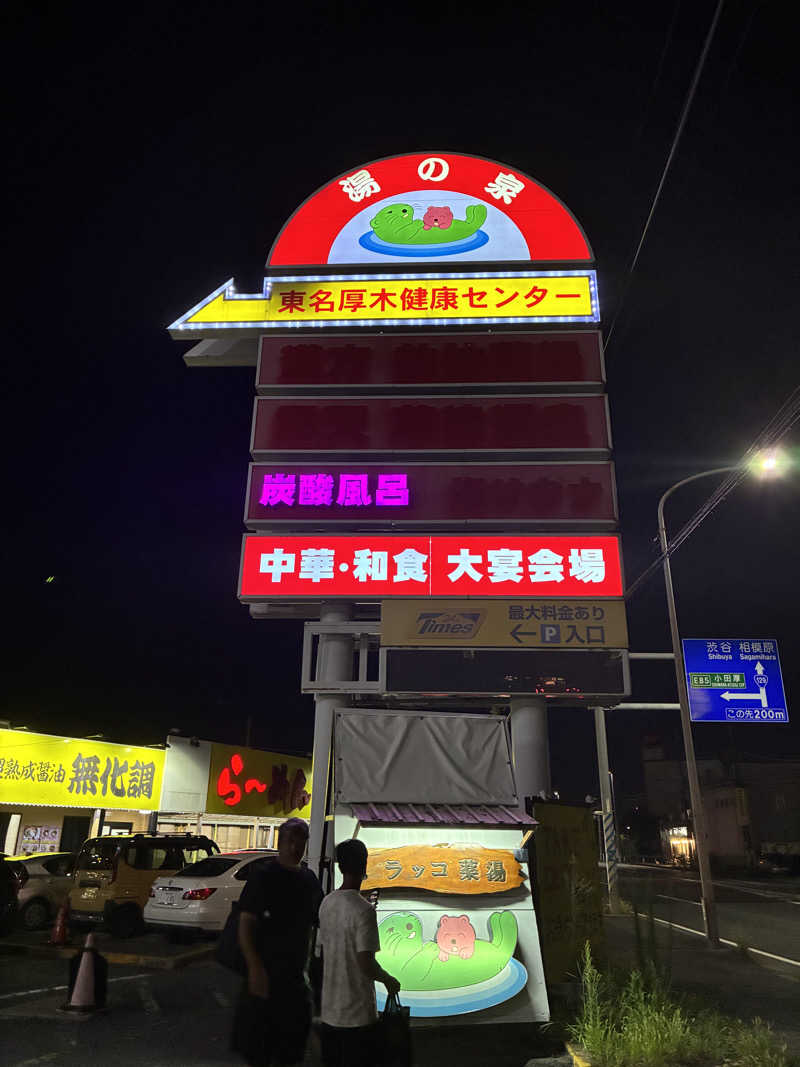 湯の泉
東名厚木健康センター
炭酸風呂
中華・和食 大宴会場
Times
最大料金あり
← P 入口
渋谷 相模原
Shibuya Sagamihara
129
E85 小田厚
この先200m
熟成醤油 無化調
らーめん
ラッコ薬湯